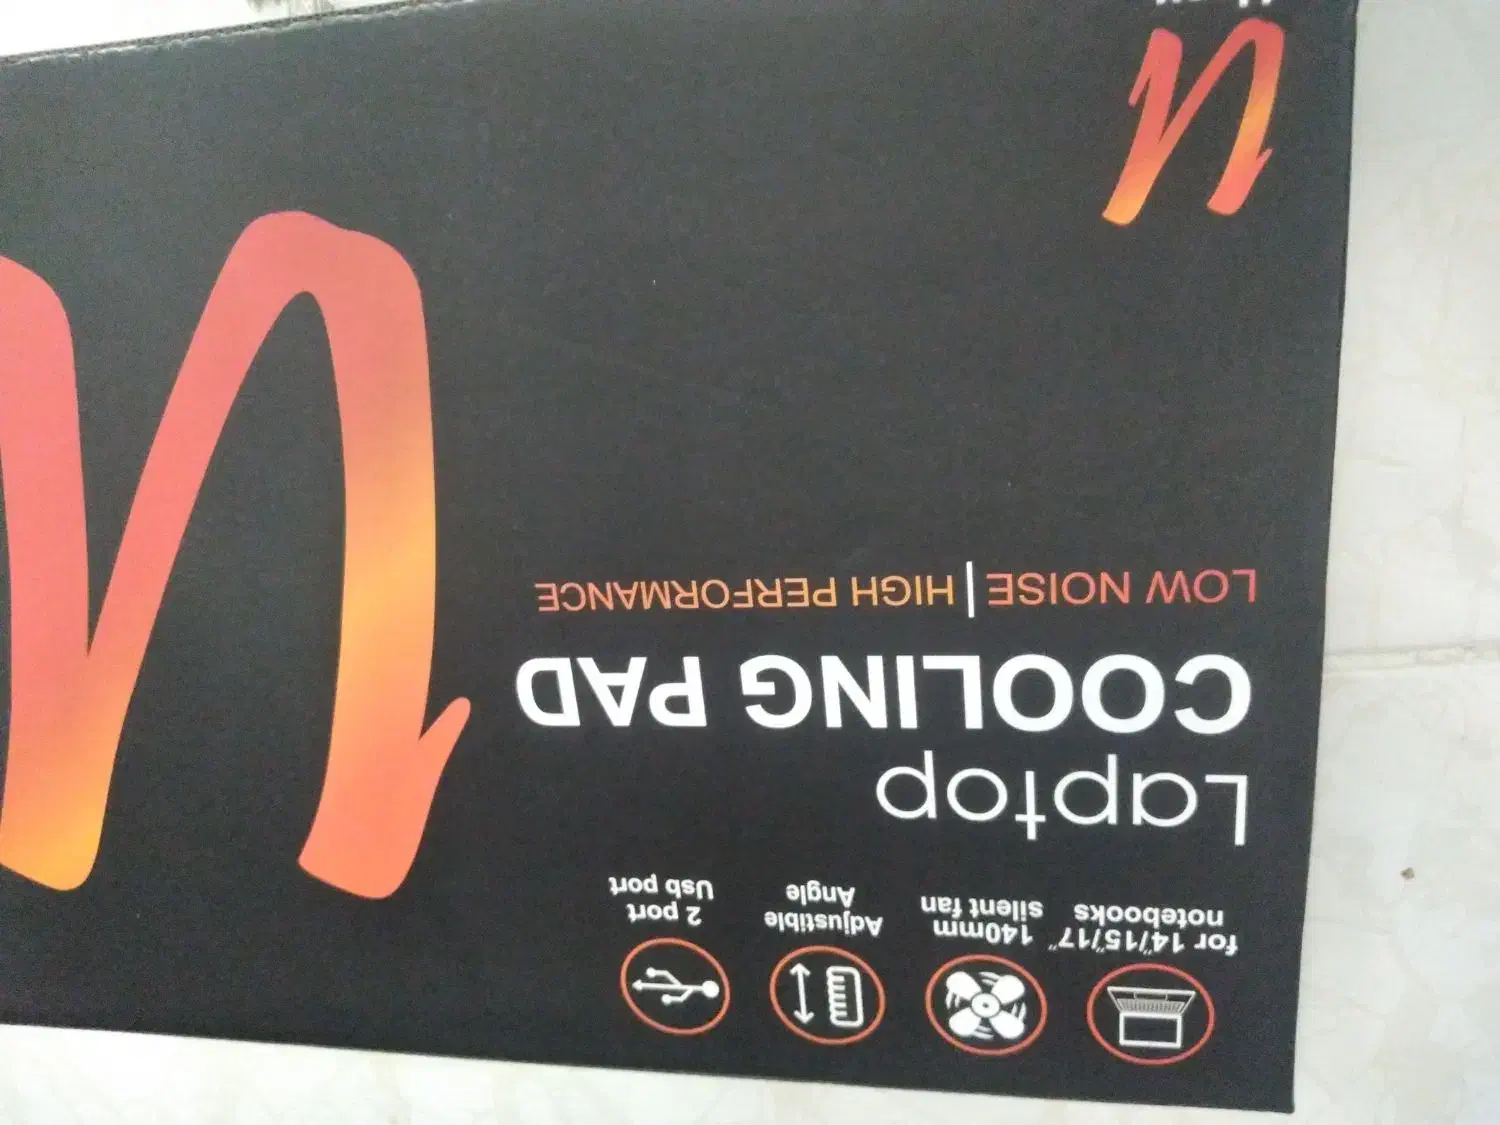 for 14"/15"/17"
notebooks
140mm
silent fan
Adjustible
Angle
2 port
Usb port
Laptop
COOLING PAD
LOW NOISE | HIGH PERFORMANCE